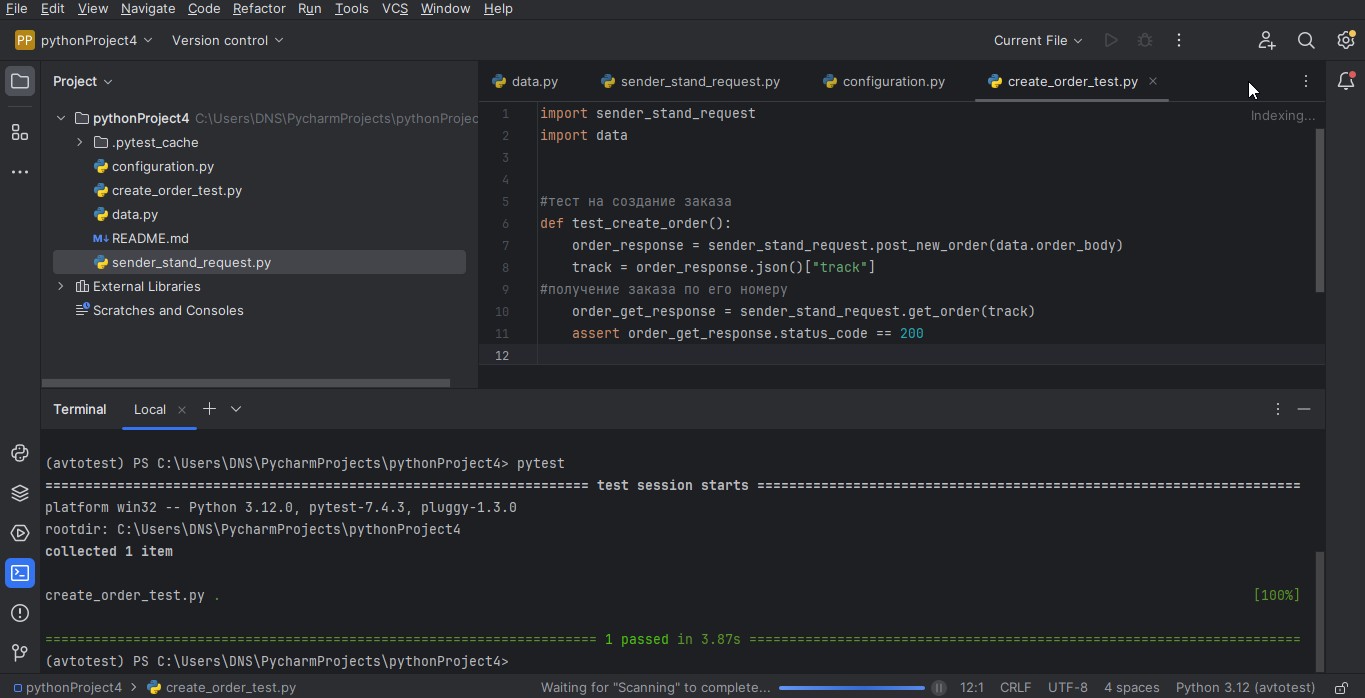 File Edit View Navigate Code Refactor Run Tools VCS Window Help
PP pythonProject4 Version control Current File
Project
pythonProject4 C:\Users\DNS\PycharmProjects\pythonProjec
.pytest_cache
configuration.py
create_order_test.py
data.py
M↓ README.md
sender_stand_request.py
External Libraries
Scratches and Consoles
data.py sender_stand_request.py configuration.py create_order_test.py
Indexing...
1 import sender_stand_request
2 import data
3
4
5 #тест на создание заказа
6 def test_create_order():
7 order_response = sender_stand_request.post_new_order(data.order_body)
8 track = order_response.json()["track"]
9 #получение заказа по его номеру
10 order_get_response = sender_stand_request.get_order(track)
11 assert order_get_response.status_code == 200
12
Terminal Local
(avtotest) PS C:\Users\DNS\PycharmProjects\pythonProject4> pytest
==================================================================== test session starts ====================================================================
platform win32 -- Python 3.12.0, pytest-7.4.3, pluggy-1.3.0
rootdir: C:\Users\DNS\PycharmProjects\pythonProject4
collected 1 item
create_order_test.py . [100%]
===================================================================== 1 passed in 3.87s =====================================================================
(avtotest) PS C:\Users\DNS\PycharmProjects\pythonProject4>
pythonProject4 > create_order_test.py Waiting for "Scanning" to complete... 12:1 CRLF UTF-8 4 spaces Python 3.12 (avtotest)